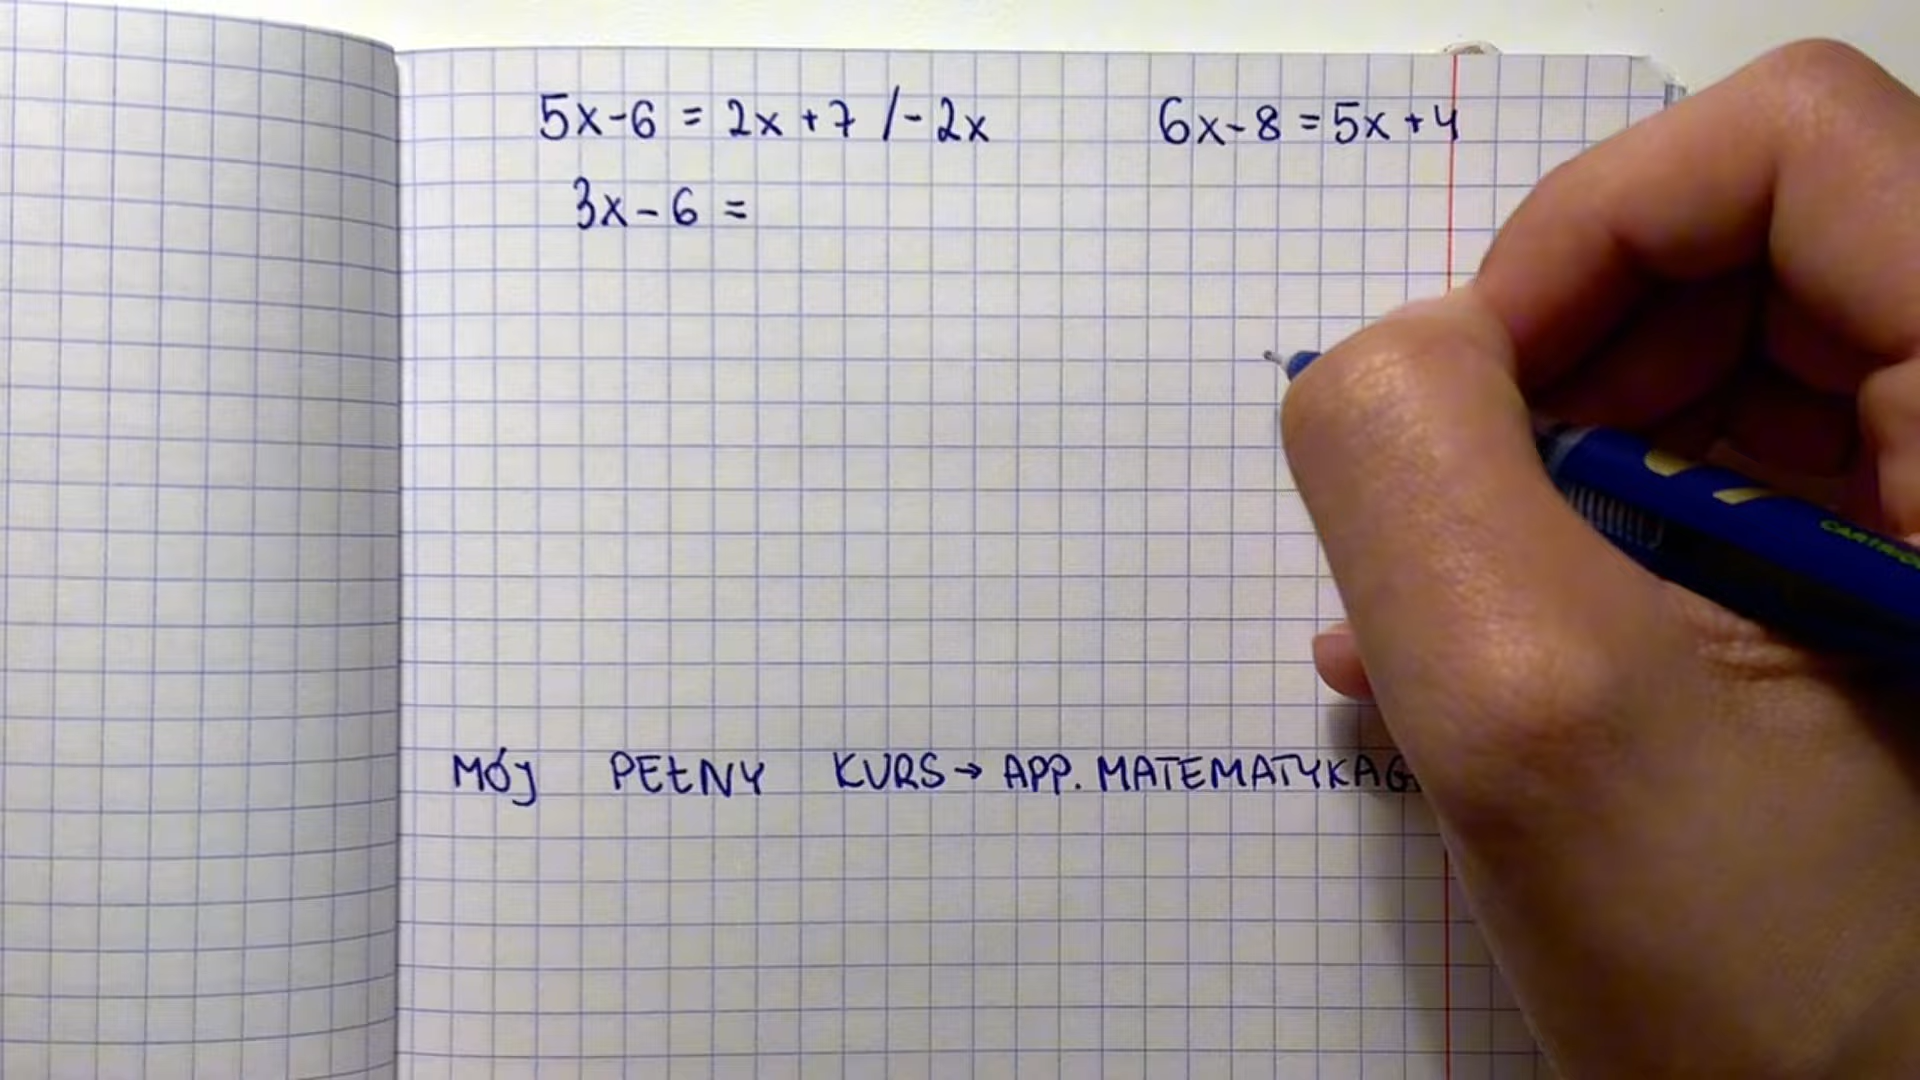 5x-6 = 2x+7 /-2x
6x-8 = 5x+4
3x-6 =
MÓJ PEŁNY KURS → APP. MATEMATYKA